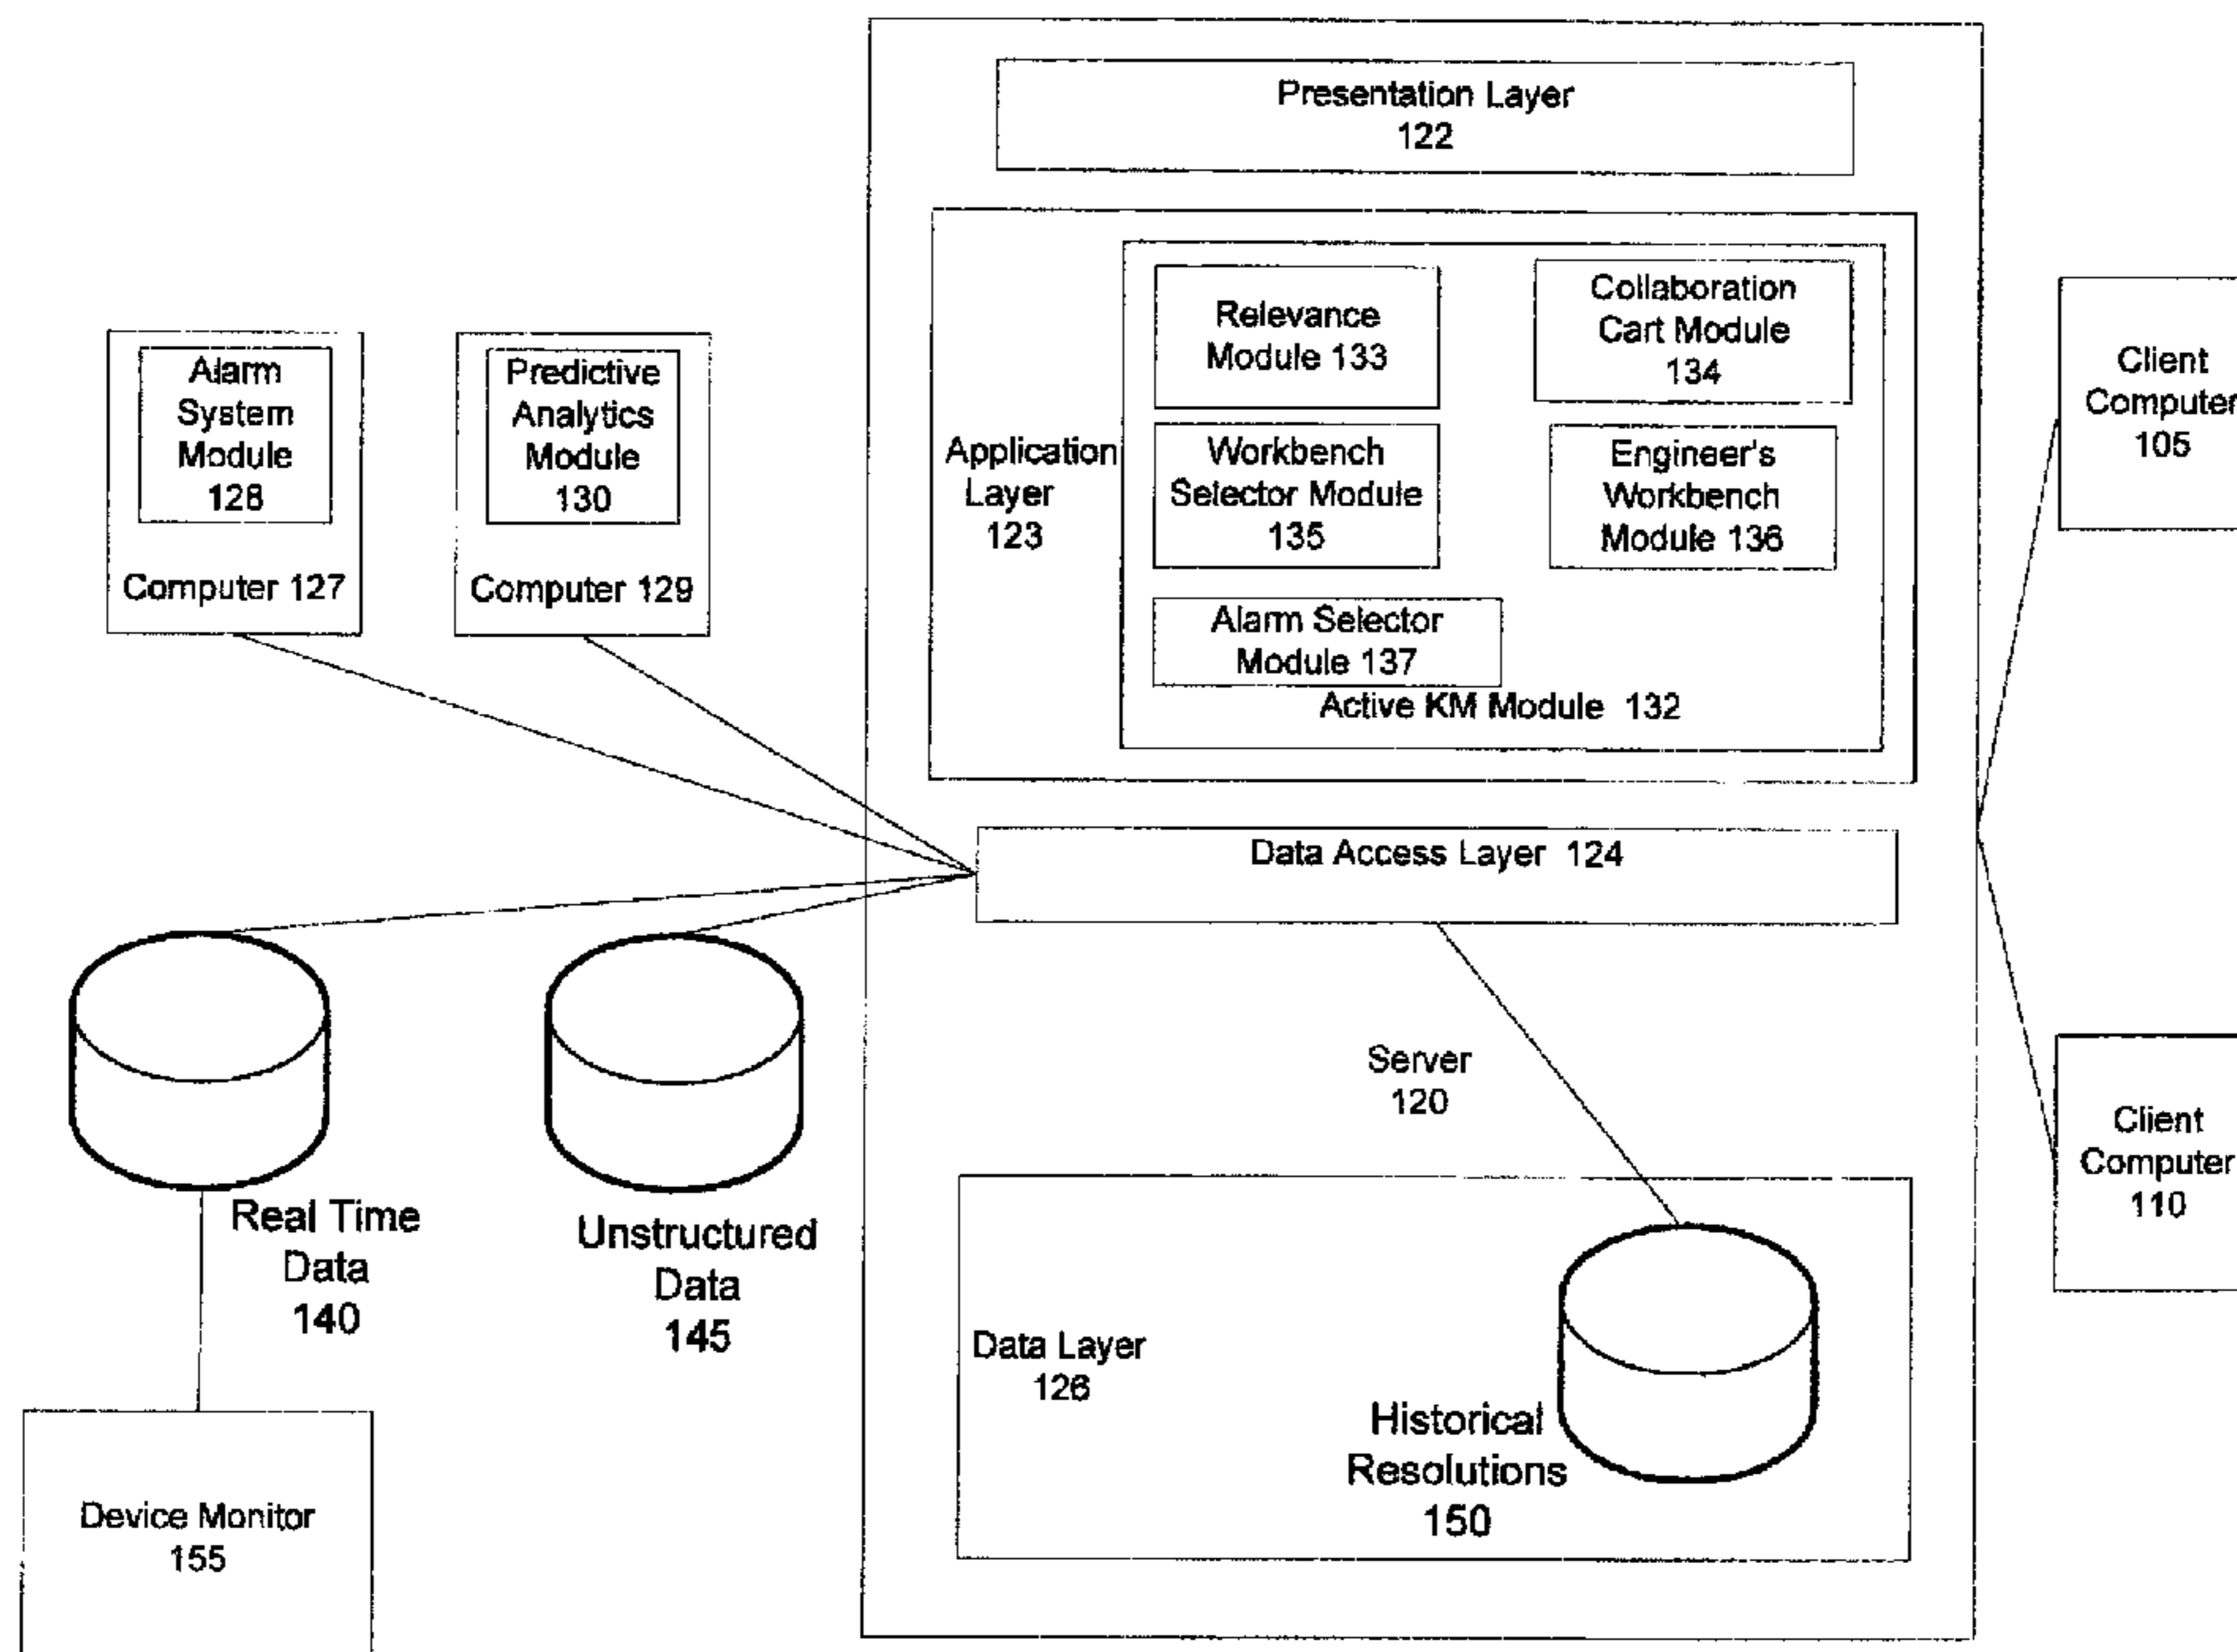 Presentation Layer
122
Relevance
Module 133
Collaboration
Cart Module
134
Application
Layer
123
Workbench
Selector Module
135
Engineer's
Workbench
Module 136
Alarm Selector
Module 137
Active KM Module 132
Alarm
System
Module
128
Computer 127
Predictive
Analytics
Module
130
Computer 129
Client
Computer
105
Data Access Layer 124
Server
120
Client
Computer
110
Real Time
Data
140
Unstructured
Data
145
Data Layer
126
Historical
Resolutions
150
Device Monitor
155